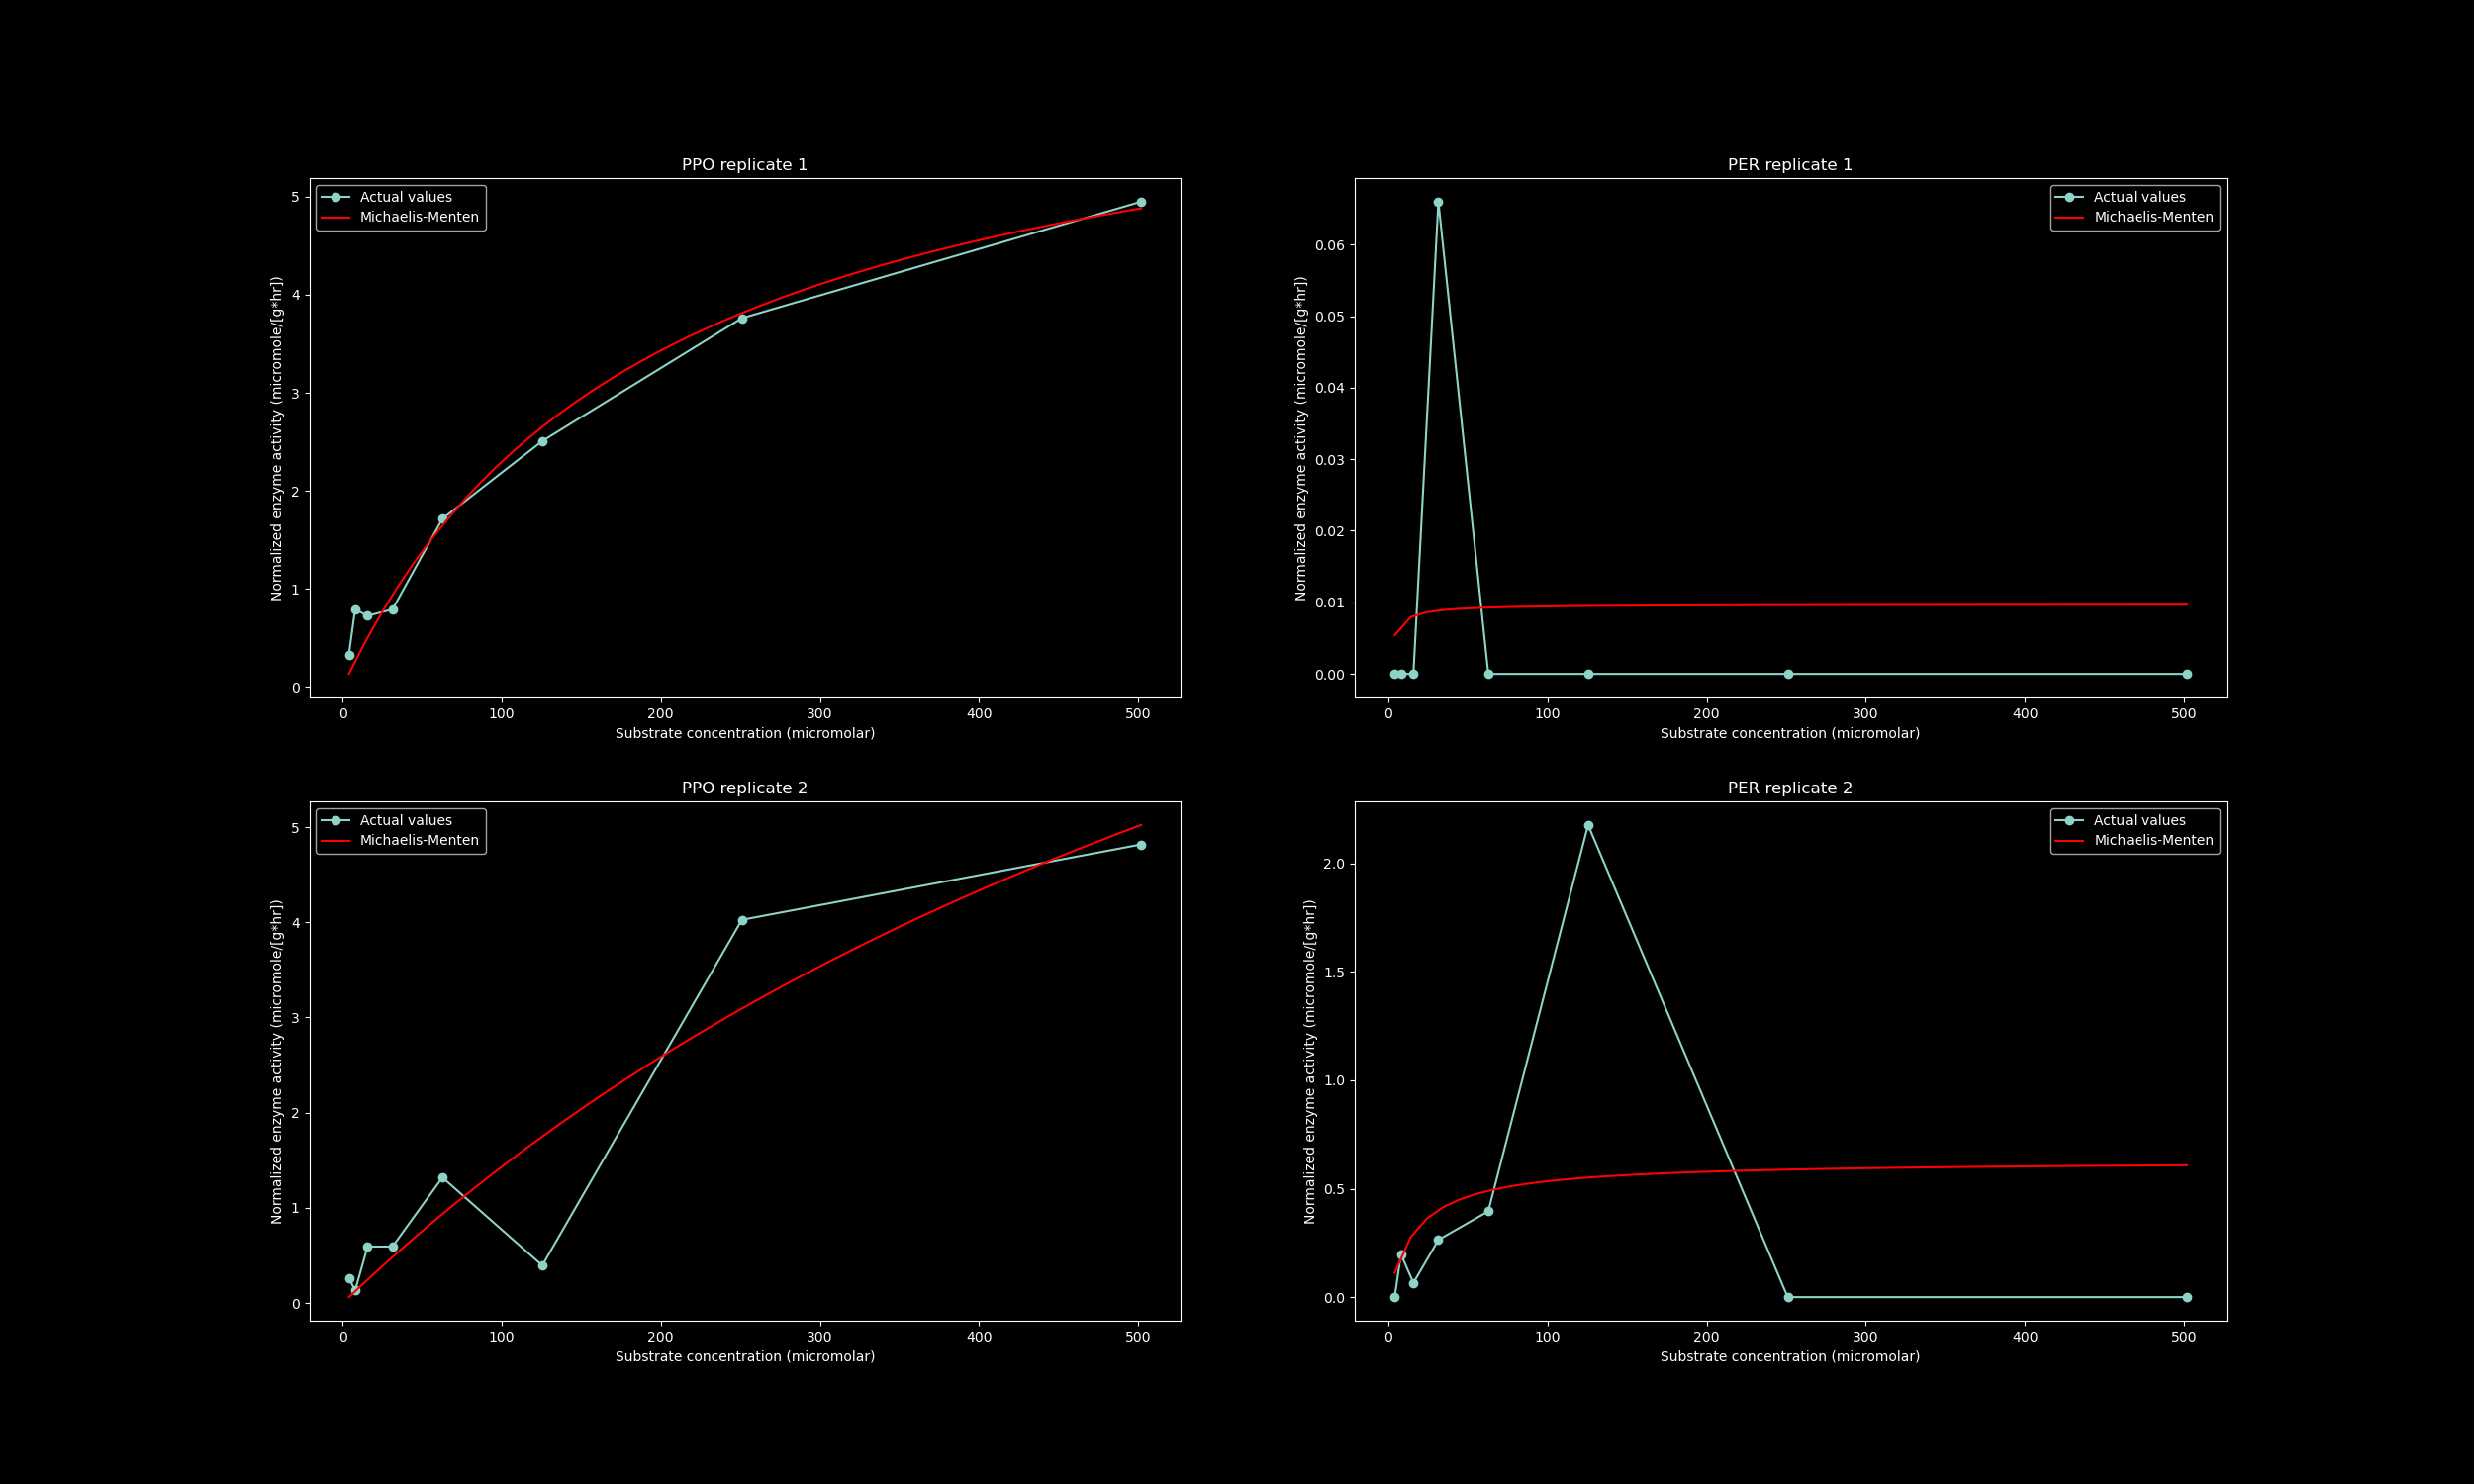 PPO replicate 1
Actual values
Michaelis-Menten
Normalized enzyme activity (micromole/[g*hr])
5
4
3
2
1
0
0 100 200 300 400 500
Substrate concentration (micromolar)
PER replicate 1
Actual values
Michaelis-Menten
Normalized enzyme activity (micromole/[g*hr])
0.06
0.05
0.04
0.03
0.02
0.01
0.00
0 100 200 300 400 500
Substrate concentration (micromolar)
PPO replicate 2
Actual values
Michaelis-Menten
Normalized enzyme activity (micromole/[g*hr])
5
4
3
2
1
0
0 100 200 300 400 500
Substrate concentration (micromolar)
PER replicate 2
Actual values
Michaelis-Menten
Normalized enzyme activity (micromole/[g*hr])
2.0
1.5
1.0
0.5
0.0
0 100 200 300 400 500
Substrate concentration (micromolar)